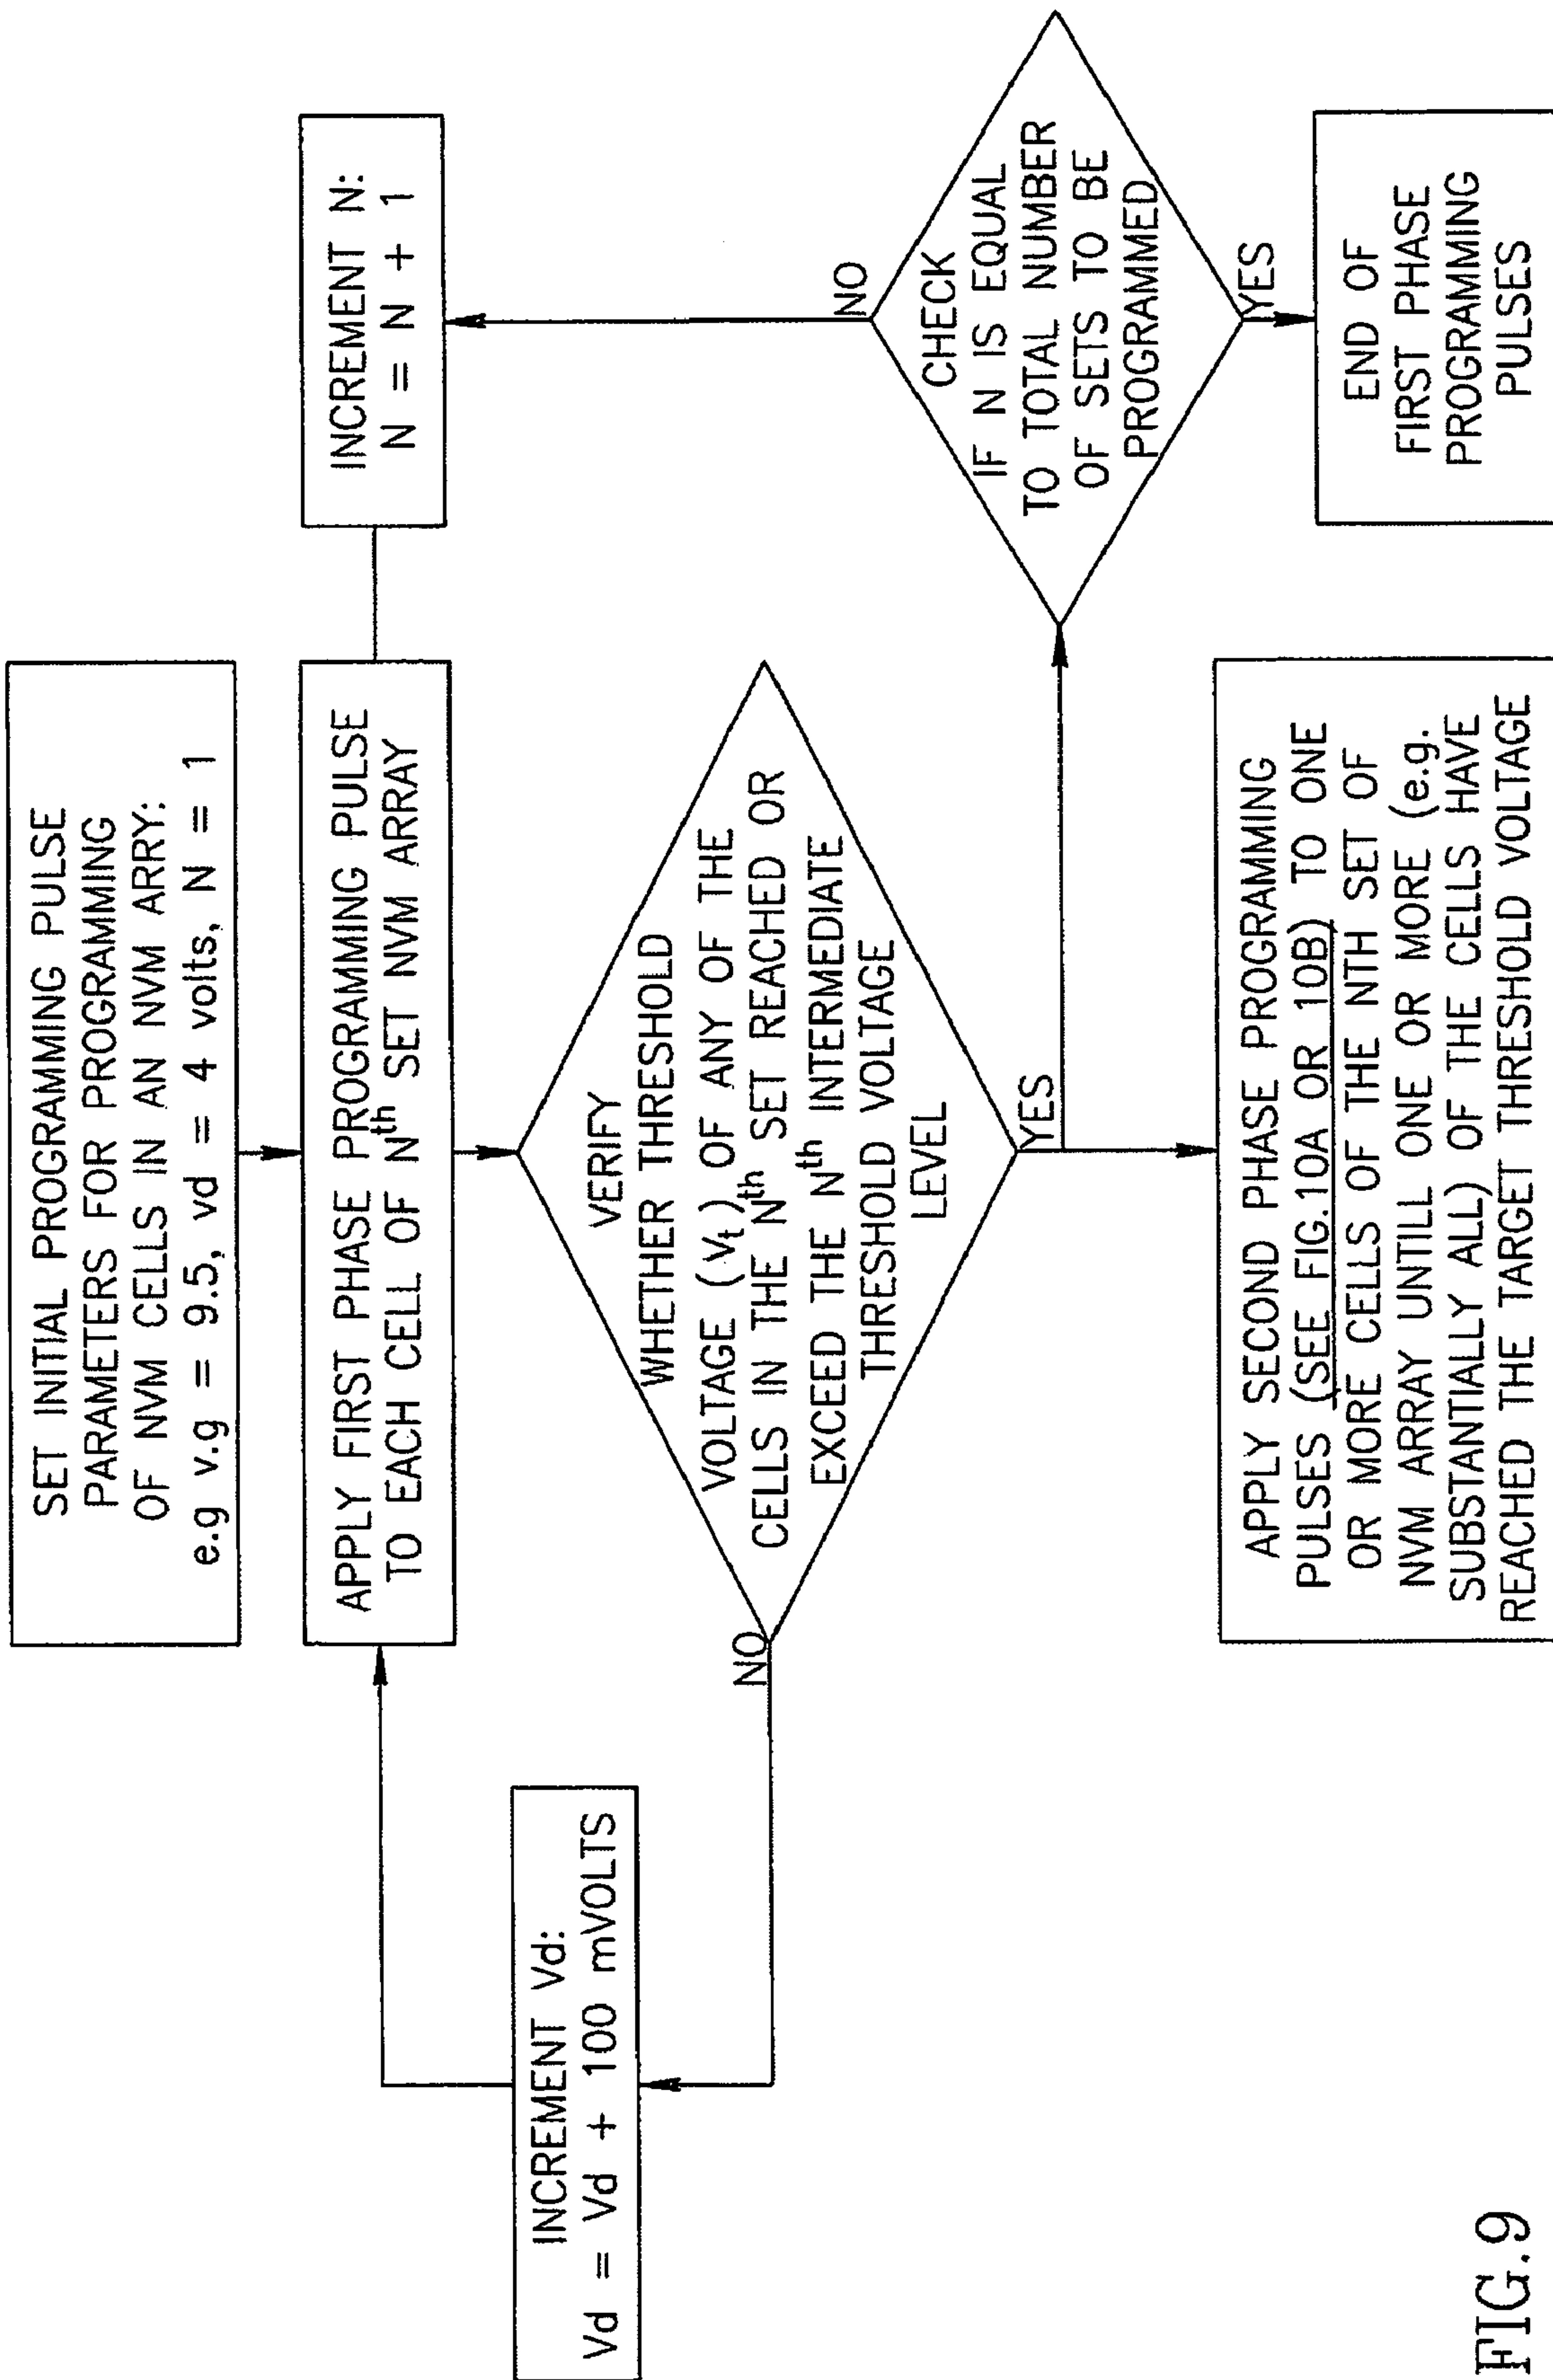 SET INITIAL PROGRAMMING PULSE
PARAMETERS FOR PROGRAMMING
OF NVM CELLS IN AN NVM ARRY:
e.g v.g = 9.5, vd = 4 volts, N = 1
APPLY FIRST PHASE PROGRAMMING PULSE
TO EACH CELL OF Nth SET NVM ARRAY
INCREMENT N:
N = N + 1
INCREMENT Vd:
Vd = Vd + 100 mVOLTS
VERIFY
WHETHER THRESHOLD
VOLTAGE (Vt) OF ANY OF THE
CELLS IN THE Nth SET REACHED OR
EXCEED THE Nth INTERMEDIATE
THRESHOLD VOLTAGE
LEVEL
NO
YES
NO
CHECK
IF N IS EQUAL
TO TOTAL NUMBER
OF SETS TO BE
PROGRAMMED
YES
APPLY SECOND PHASE PROGRAMMING
PULSES (SEE FIG.10A OR 10B) TO ONE
OR MORE CELLS OF THE NTH SET OF
NVM ARRAY UNTILL ONE OR MORE (e.g.
SUBSTANTIALLY ALL) OF THE CELLS HAVE
REACHED THE TARGET THRESHOLD VOLTAGE
END OF
FIRST PHASE
PROGRAMMING
PULSES
FIG.9